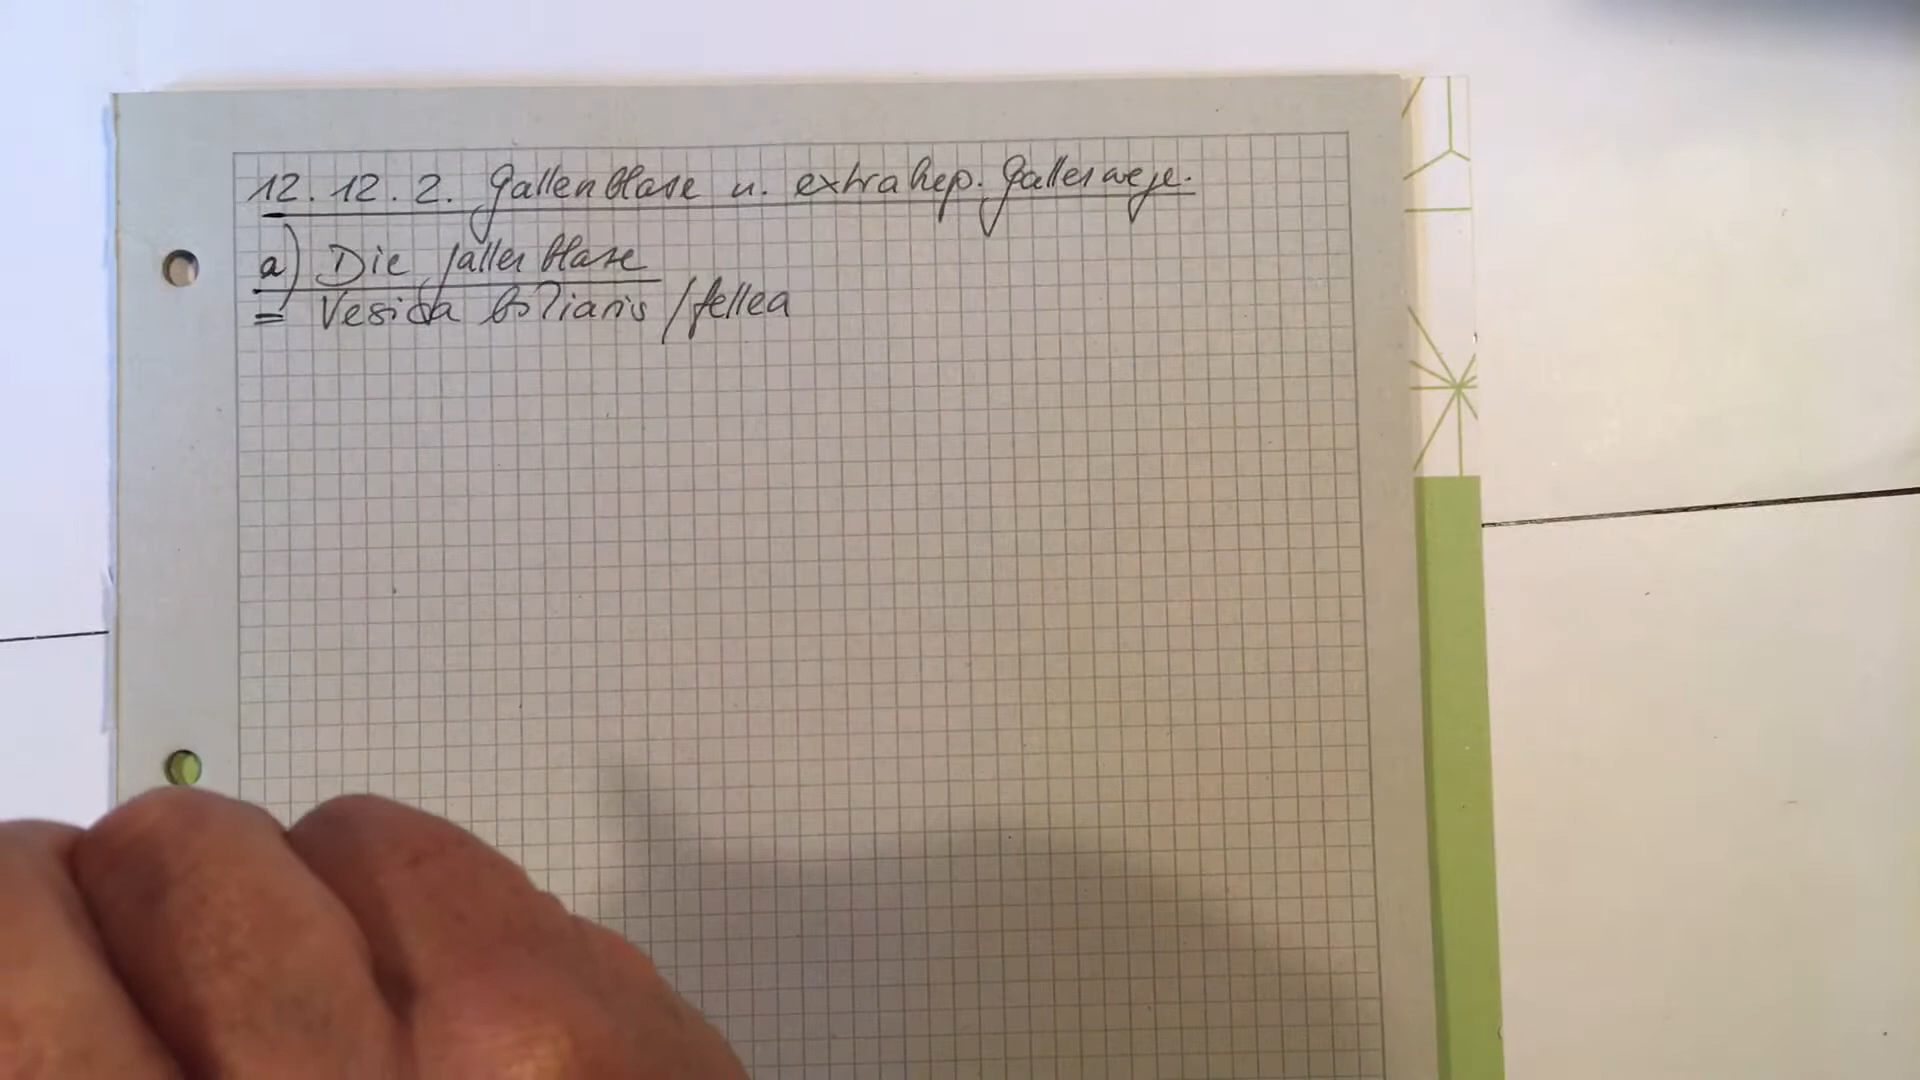 12.12.2. Gallenblase u. extrahep. Gallenwege.
a) Die Gallenblase
= Vesica biliaris / fellea